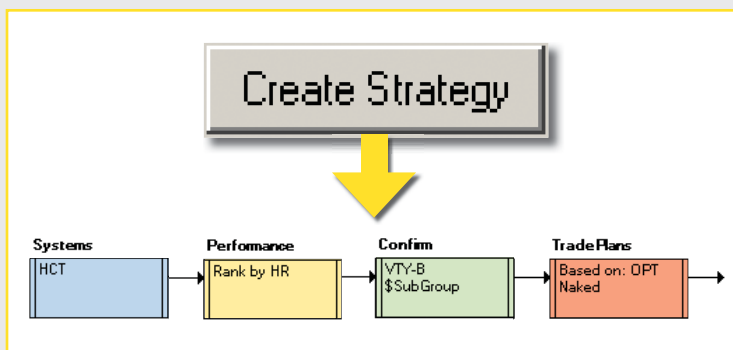 Create Strategy
Systems
Performance
Confirm
Trade Plans
HCT
Rank by HR
VTY-B
$SubGroup
Based on: OPT
Naked